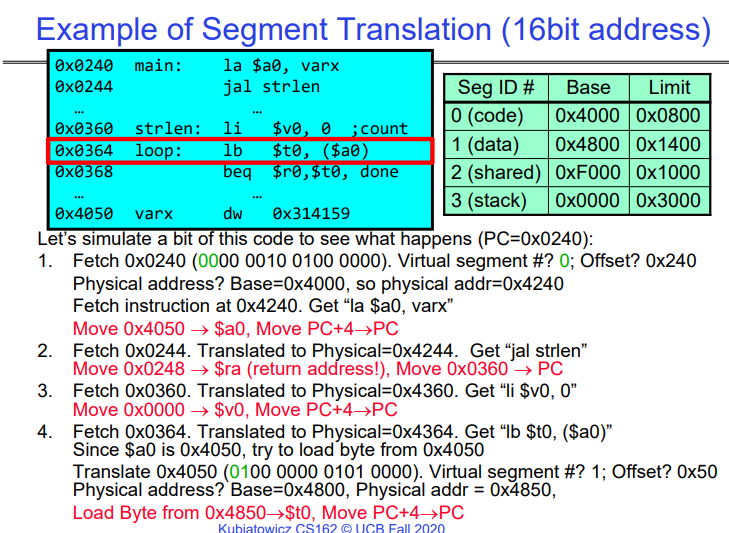 Example of Segment Translation (16bit address)
0x0240 main: la $a0, varx
0x0244 jal strlen
… …
0x0360 strlen: li $v0, 0 ;count
0x0364 loop: lb $t0, ($a0)
0x0368 beq $r0,$t0, done
… …
0x4050 varx dw 0x314159
Seg ID # Base Limit
0 (code) 0x4000 0x0800
1 (data) 0x4800 0x1400
2 (shared) 0xF000 0x1000
3 (stack) 0x0000 0x3000
Let's simulate a bit of this code to see what happens (PC=0x0240):
1. Fetch 0x0240 (0000 0010 0100 0000). Virtual segment #? 0; Offset? 0x240
Physical address? Base=0x4000, so physical addr=0x4240
Fetch instruction at 0x4240. Get “la $a0, varx”
Move 0x4050 → $a0, Move PC+4→PC
2. Fetch 0x0244. Translated to Physical=0x4244. Get “jal strlen”
Move 0x0248 → $ra (return address!), Move 0x0360 → PC
3. Fetch 0x0360. Translated to Physical=0x4360. Get “li $v0, 0”
Move 0x0000 → $v0, Move PC+4→PC
4. Fetch 0x0364. Translated to Physical=0x4364. Get “lb $t0, ($a0)”
Since $a0 is 0x4050, try to load byte from 0x4050
Translate 0x4050 (0100 0000 0101 0000). Virtual segment #? 1; Offset? 0x50
Physical address? Base=0x4800, Physical addr = 0x4850,
Load Byte from 0x4850→$t0, Move PC+4→PC
Kubiatowicz CS162 © UCB Fall 2020